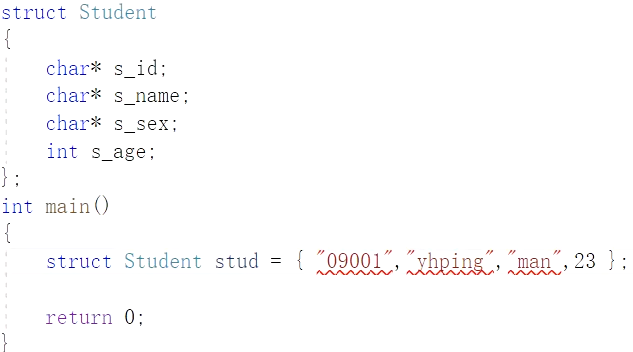 struct Student
{
    char* s_id;
    char* s_name;
    char* s_sex;
    int s_age;
};
int main()
{
    struct Student stud = { "09001","yhping","man",23 };
    return 0;
}